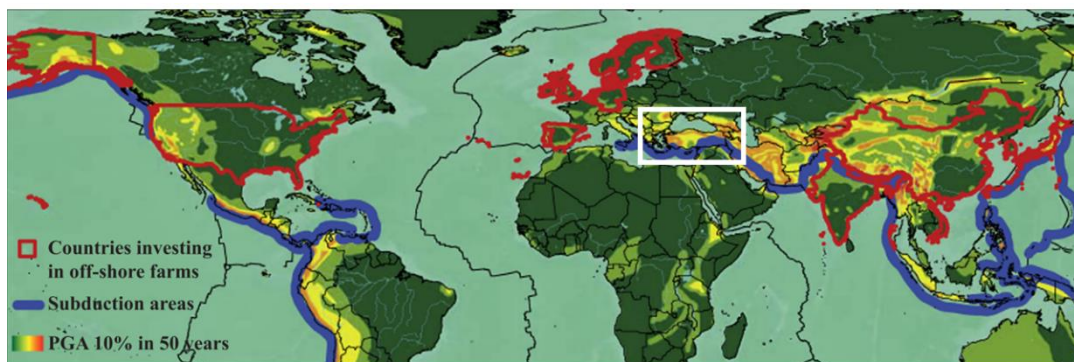 Countries investing
in off-shore farms
Subduction areas
PGA 10% in 50 years